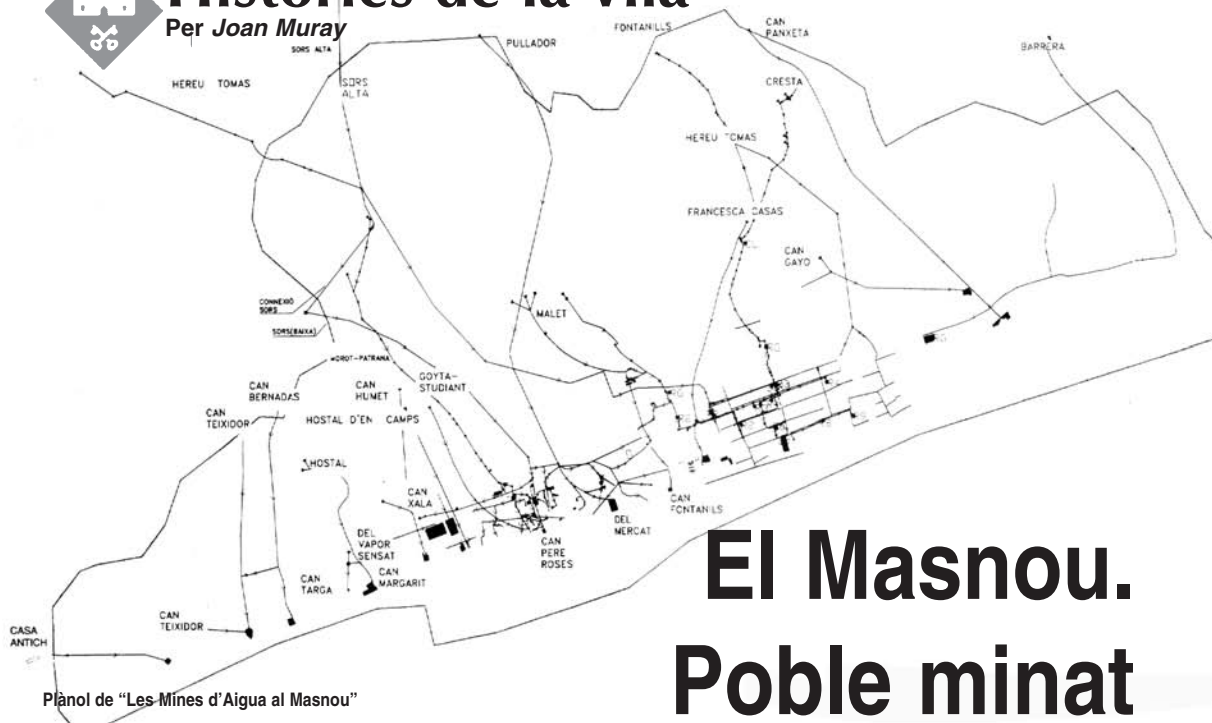 Històries de la vila
Per Joan Muray
SORS ALTA
HEREU TOMAS
SORS
ALTA
PULLADOR
FONTANILLS
CAN
PANXETA
BARRERA
CRESTA
HEREU TOMAS
FRANCESCA CASAS
CAN
GAYO
CONNEXIÓ
SORS
SORS(BAIXA)
MOROT-PATRANA
MALET
GOYTA-
STUDIANT
CAN
BERNADAS
CAN
HUMET
CAN
TEIXIDOR
HOSTAL D'EN CAMPS
HOSTAL
CAN
XALA
DEL
VAPOR
SENSAT
CAN
PERE
ROSES
DEL
MERCAT
CAN
FONTANILS
CAN
TARGA
CAN
MARGARIT
CAN
TEIXIDOR
CASA
ANTICH
Plànol de “Les Mines d’Aigua al Masnou”
El Masnou.
Poble minat